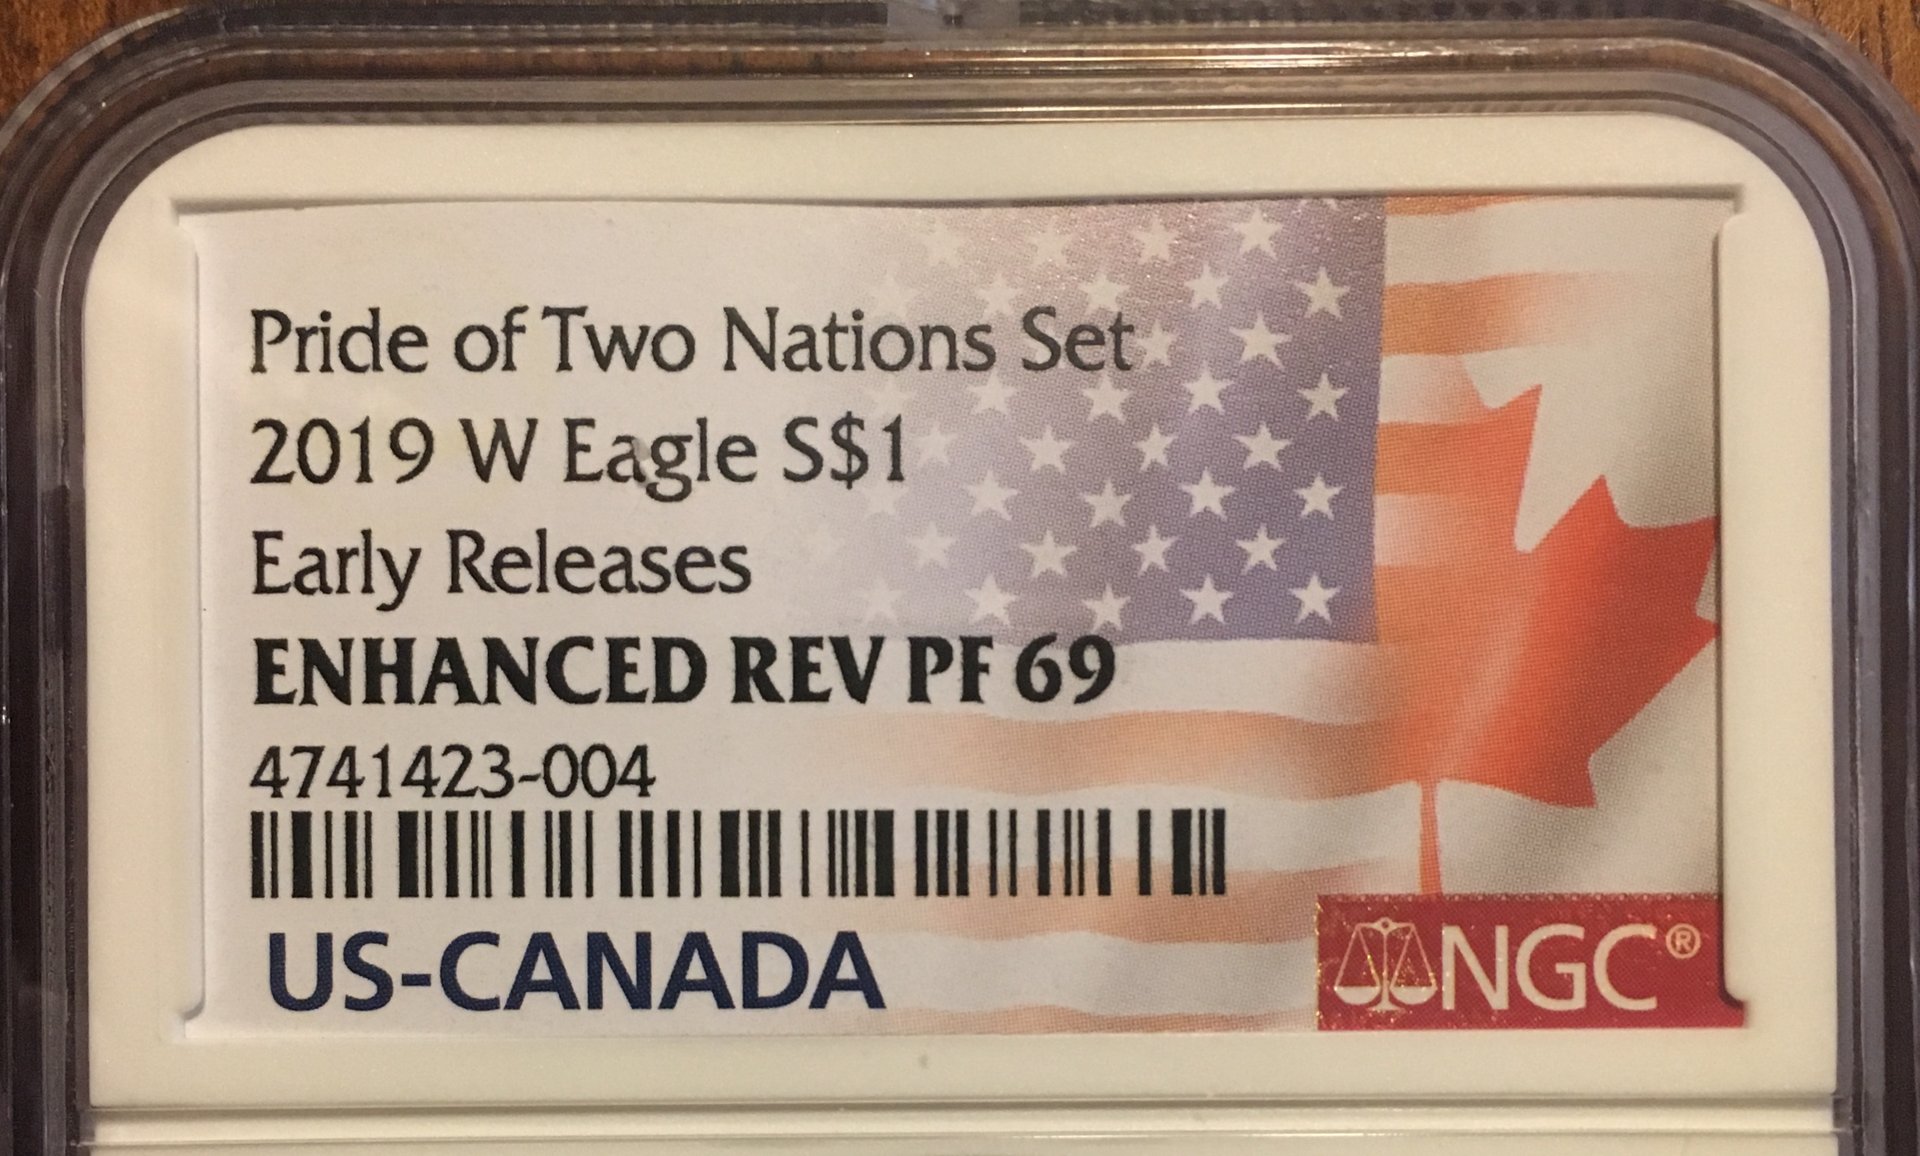 Pride of Two Nations Set
2019 W Eagle S$1
Early Releases
ENHANCED REV PF 69
4741423-004
US-CANADA
NGC®